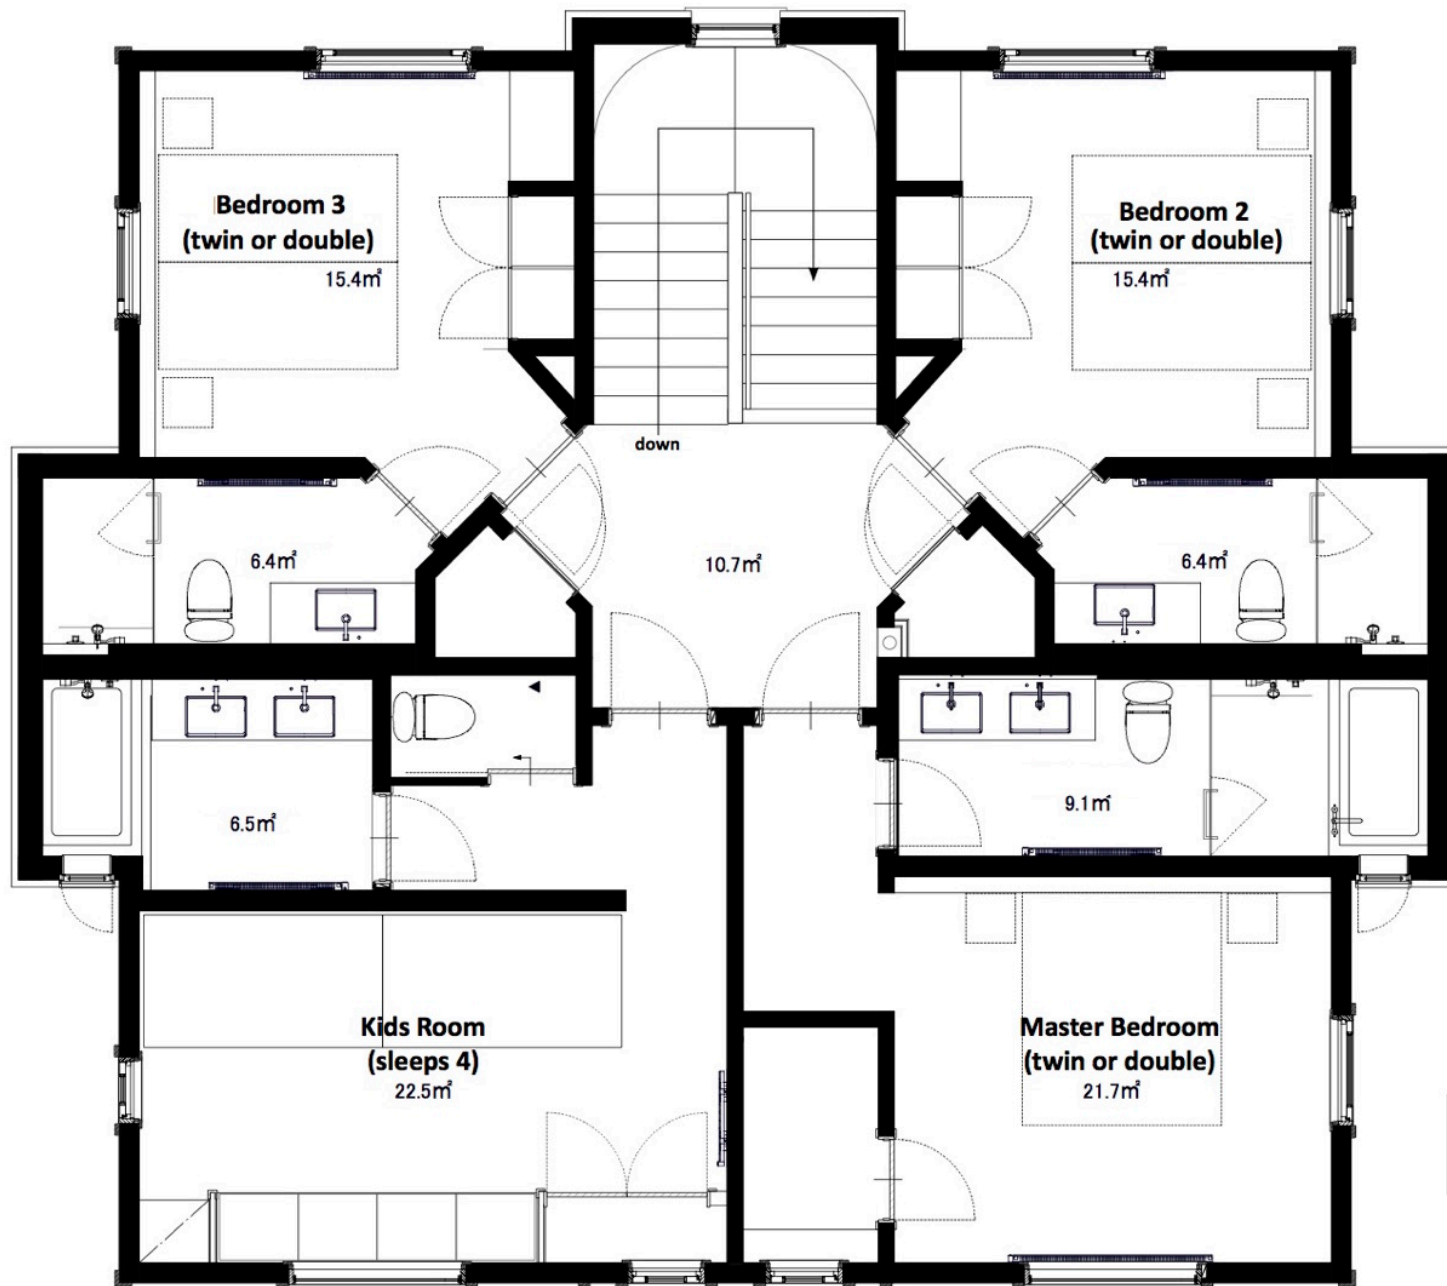 Bedroom 3
(twin or double)
15.4㎡
Bedroom 2
(twin or double)
15.4㎡
down
6.4㎡
10.7㎡
6.4㎡
6.5㎡
9.1㎡
Kids Room
(sleeps 4)
22.5㎡
Master Bedroom
(twin or double)
21.7㎡